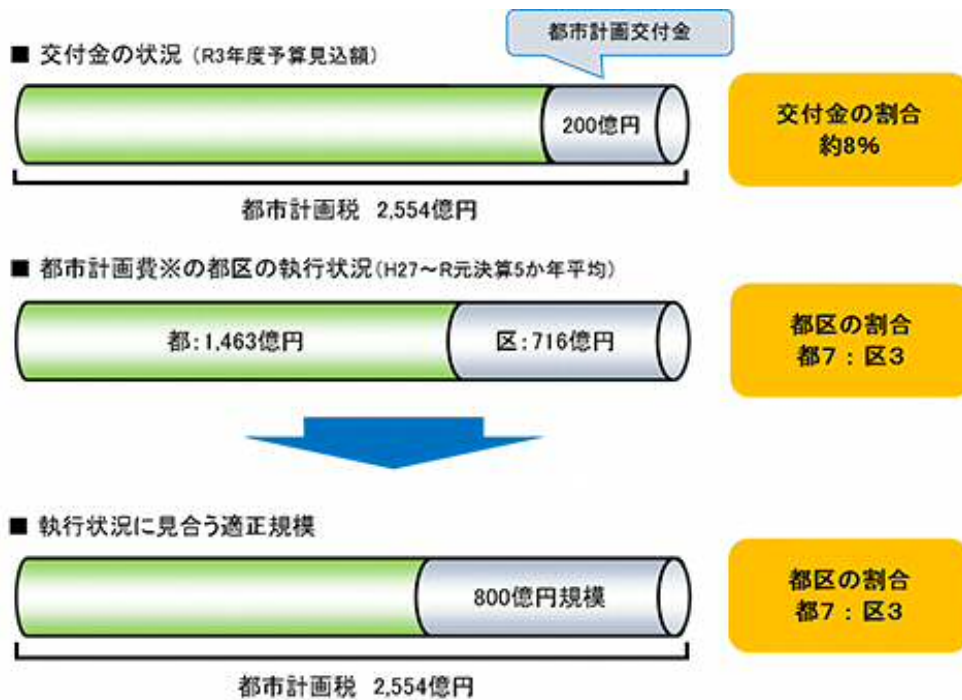 都市計画交付金
■ 交付金の状況 (R3年度予算見込額)
200億円
交付金の割合
約8%
都市計画税 2,554億円
■ 都市計画費※の都区の執行状況(H27~R元決算5か年平均)
都:1,463億円
区:716億円
都区の割合
都7:区3
■ 執行状況に見合う適正規模
800億円規模
都区の割合
都7:区3
都市計画税 2,554億円